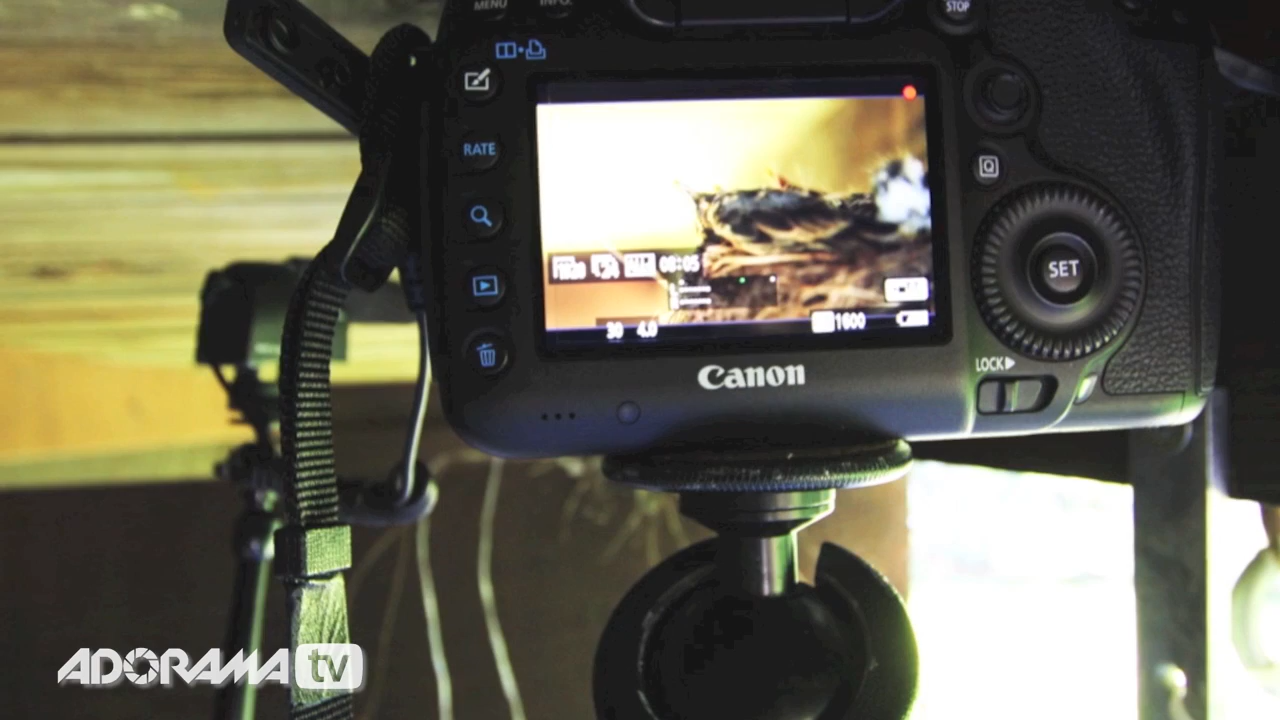 MENU
INFO.
STOP
RATE
Q
SET
00:05
30 4.0
1600
LOCK
Canon
ADORAMA tv